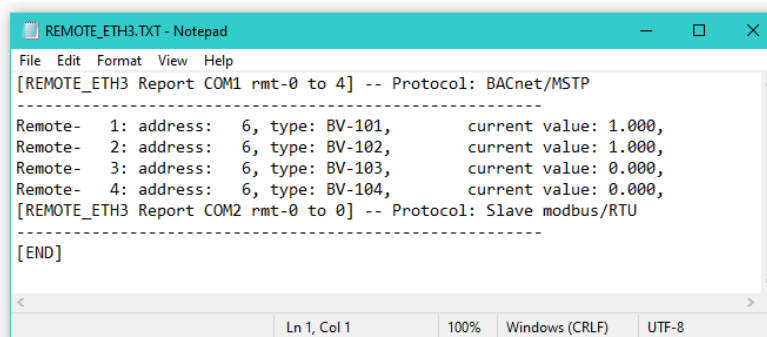 REMOTE_ETH3.TXT - Notepad
File Edit Format View Help
[REMOTE_ETH3 Report COM1 rmt-0 to 4] -- Protocol: BACnet/MSTP
----------------------------------------------------------
Remote-   1: address:   6, type: BV-101,        current value: 1.000,
Remote-   2: address:   6, type: BV-102,        current value: 1.000,
Remote-   3: address:   6, type: BV-103,        current value: 0.000,
Remote-   4: address:   6, type: BV-104,        current value: 0.000,
[REMOTE_ETH3 Report COM2 rmt-0 to 0] -- Protocol: Slave modbus/RTU
----------------------------------------------------------
[END]
Ln 1, Col 1 100% Windows (CRLF) UTF-8